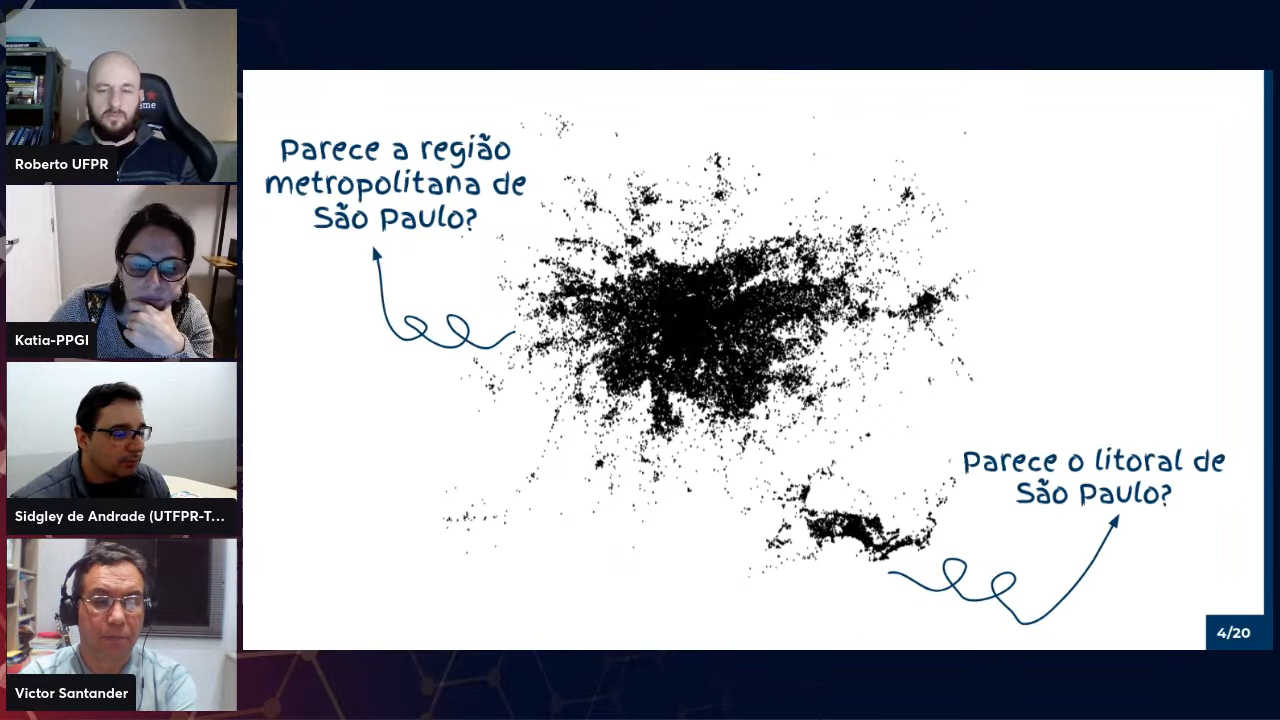 Roberto UFPR
Katia-PPGI
Sidgley de Andrade (UTFPR-T...
Victor Santander
Parece a região
metropolitana de
São Paulo?
Parece o litoral de
São Paulo?
4/20